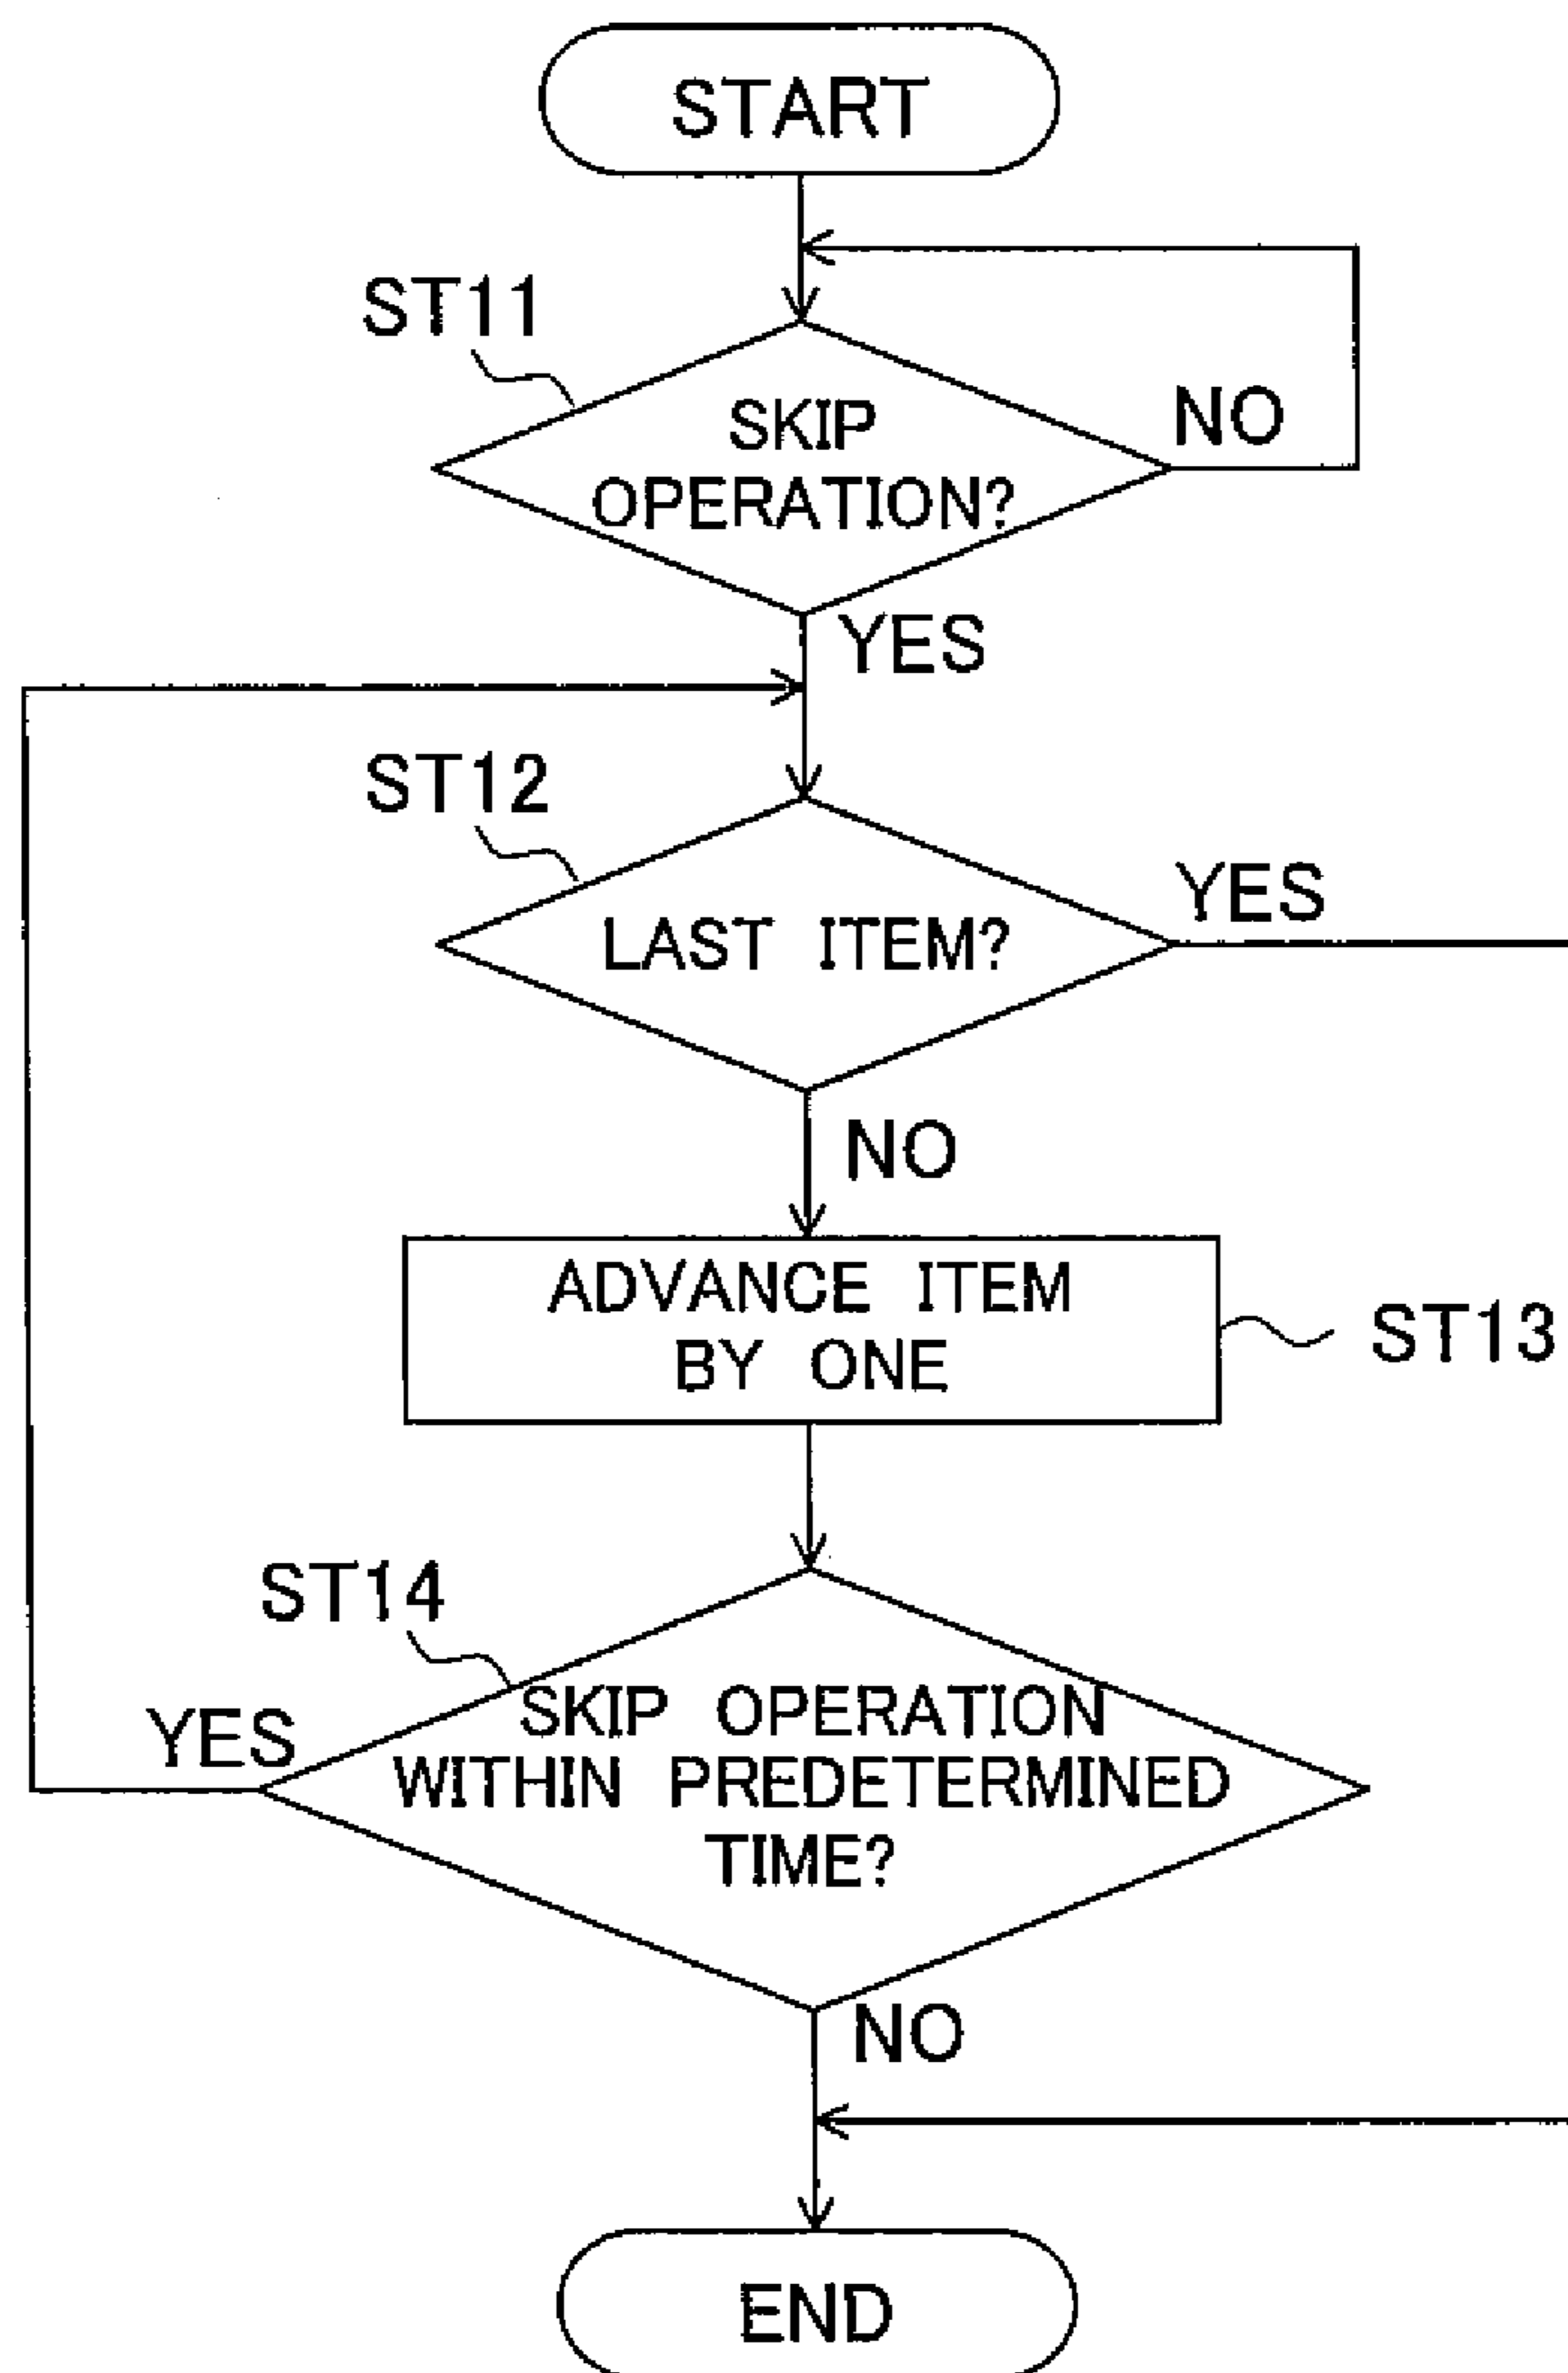 START
ST11
SKIP
OPERATION?
NO
YES
ST12
LAST ITEM?
YES
NO
ADVANCE ITEM
BY ONE
ST13
ST14
SKIP OPERATION
WITHIN PREDETERMINED
TIME?
YES
NO
END